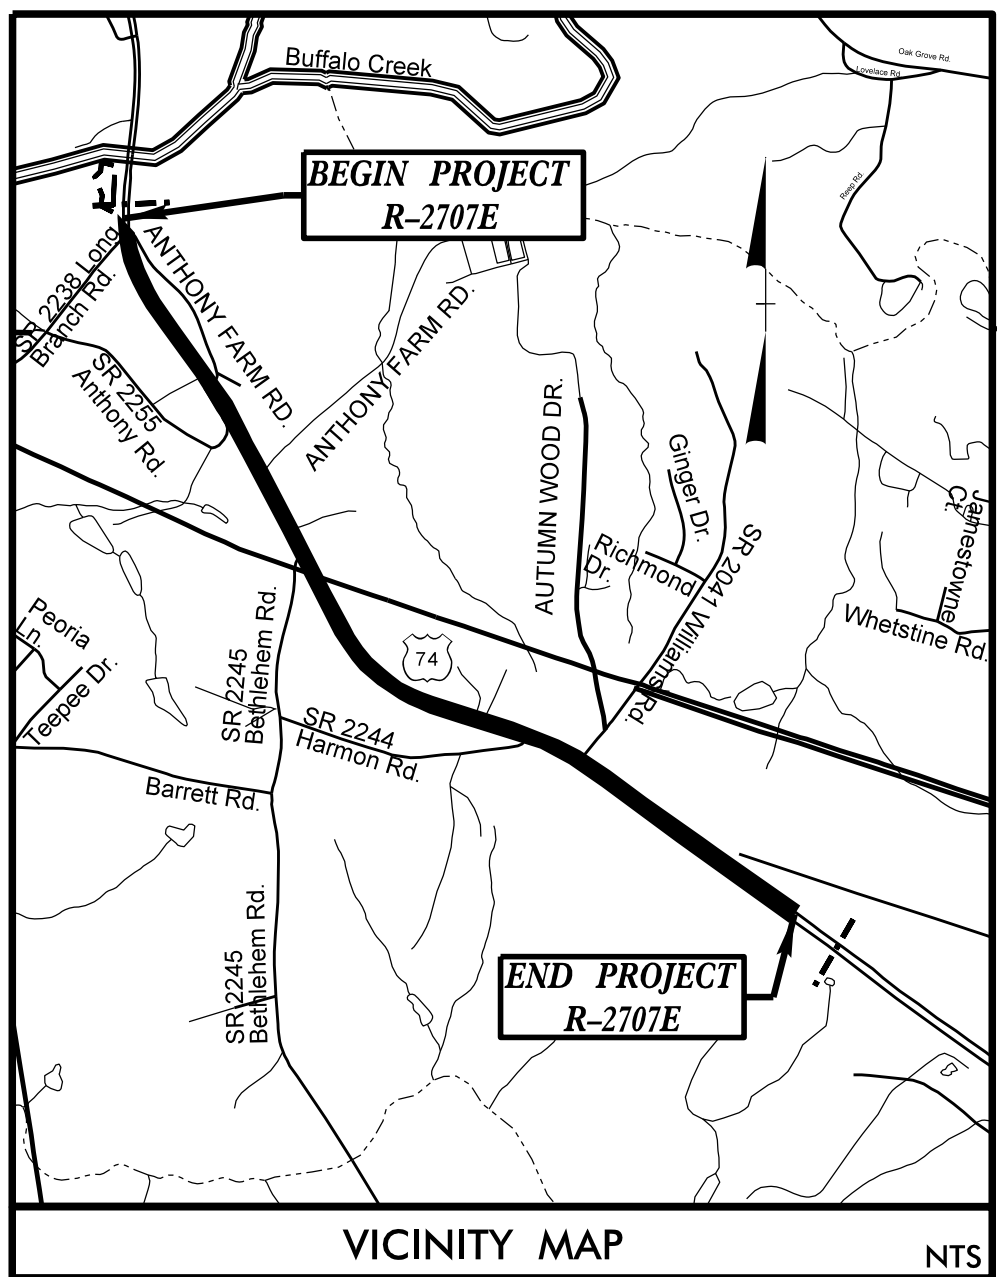 Oak Grove Rd.
Lovelace Rd
Buffalo Creek
Reep Rd.
BEGIN PROJECT
R–2707E
SR 2238 Long
Branch Rd.
ANTHONY FARM RD.
ANTHONY FARM RD.
SR 2255
Anthony Rd.
AUTUMN WOOD DR.
Ginger Dr.
Richmond
Dr.
SR 2041 Williams Rd.
Jamestowne
Ct.
Whetstine Rd.
Peoria
Ln.
Teepee Dr.
SR 2245
Bethlehem Rd.
74
SR 2244
Harmon Rd.
Barrett Rd.
SR 2245
Bethlehem Rd.
END PROJECT
R–2707E
VICINITY MAP
NTS